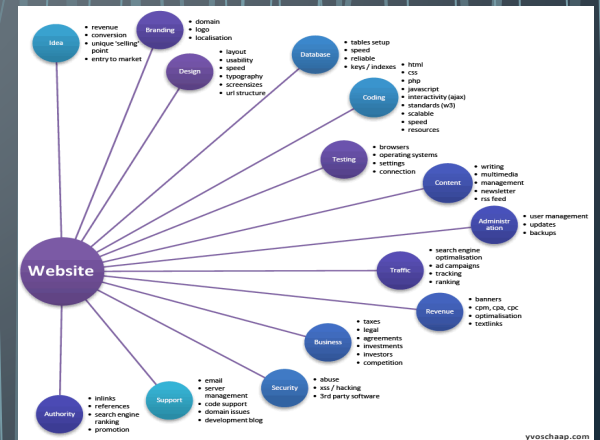 Idea
• revenue
• conversion
• unique 'selling'
point
• entry to market
Branding
• domain
• logo
• localisation
Design
• layout
• usability
• speed
• typography
• screensizes
• url structure
Database
• tables setup
• speed
• reliable
• keys / indexes
Coding
• html
• css
• php
• javascript
• interactivity (ajax)
• standards (w3)
• scalable
• speed
• resources
Testing
• browsers
• operating systems
• settings
• connection
Content
• writing
• multimedia
• management
• newsletter
• rss feed
Administr
ation
• user management
• updates
• backups
Website
Traffic
• search engine
optimalisation
• ad campaigns
• tracking
• ranking
Revenue
• banners
• cpm, cpa, cpc
• optimalisation
• textlinks
Business
• taxes
• legal
• agreements
• investments
• investors
• competition
Security
• abuse
• xss / hacking
• 3rd party software
Support
• email
• server
management
• code support
• domain issues
• development blog
Authority
• inlinks
• references
• search engine
ranking
• promotion
yvoschaap.com